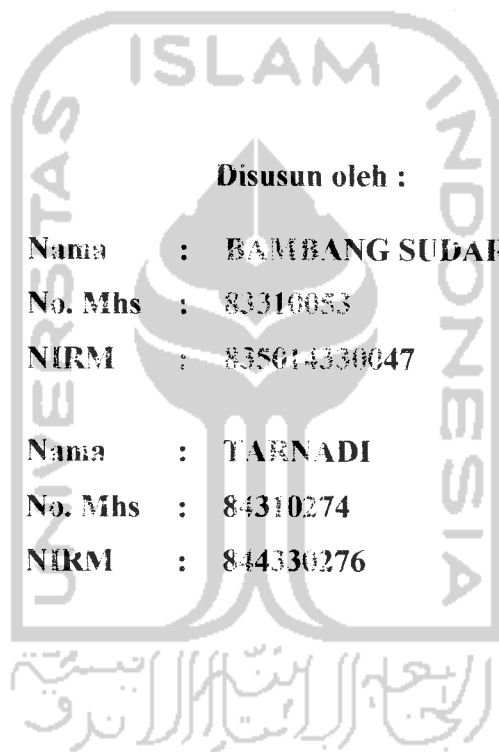 ISLAM
UNIVERSITAS
INDONESIA
Disusun oleh :
Nama : BAMBANG
No. Mhs : 83310053
NIRM : 835014330047
Nama : TARNADI
No. Mhs : 84310274
NIRM : 844330276